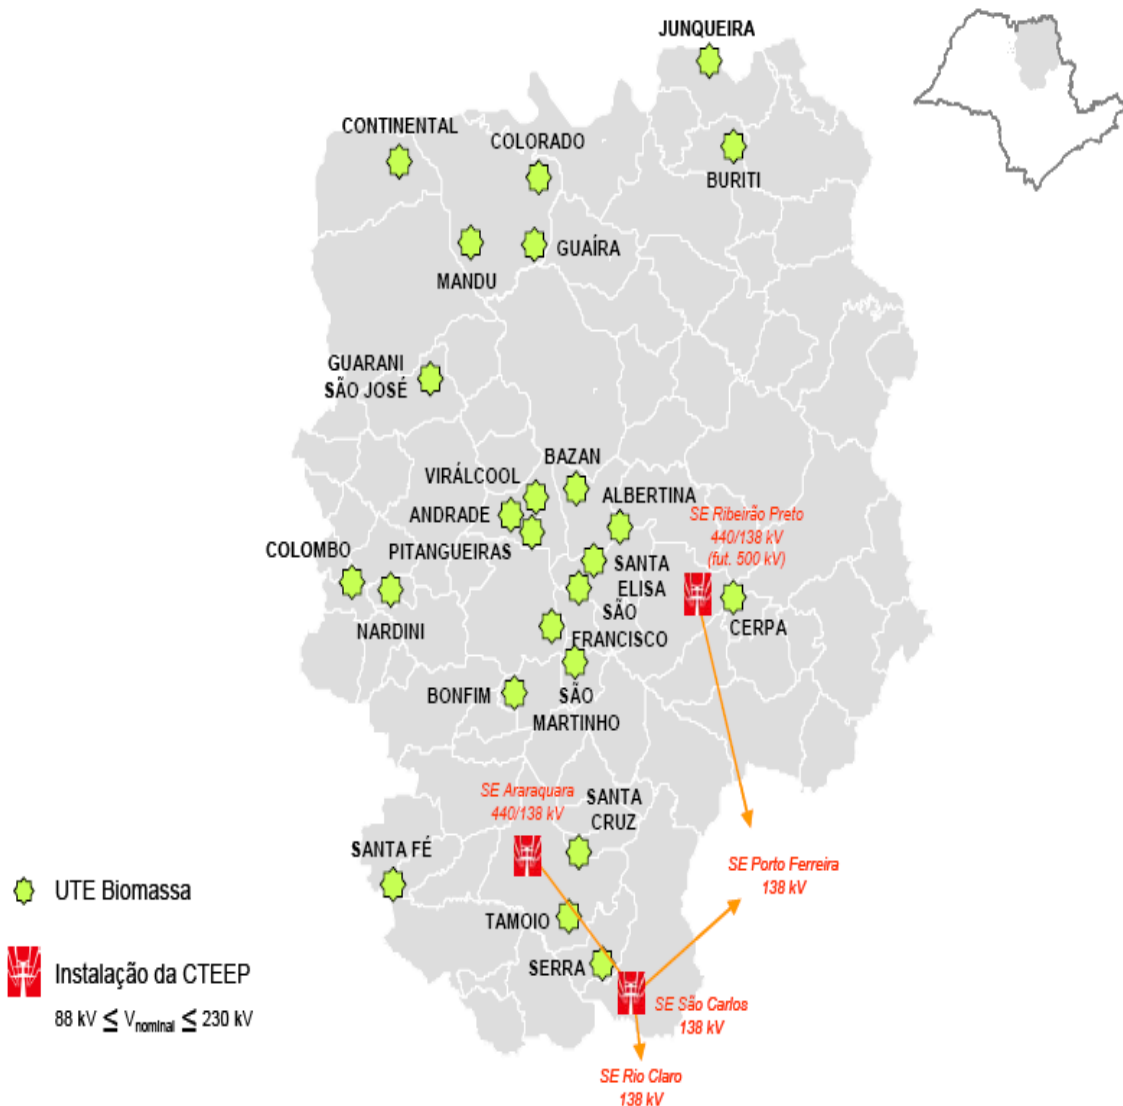 JUNQUEIRA
CONTINENTAL
COLORADO
BURITI
GUAÍRA
MANDU
GUARANI
SÃO JOSÉ
BAZAN
VIRÁLCOOL
ALBERTINA
ANDRADE
SE Ribeirão Preto
440/138 kV
(fut. 500 kV)
COLOMBO
PITANGUEIRAS
SANTA
ELISA
SÃO
FRANCISCO
CERPA
NARDINI
BONFIM
SÃO
MARTINHO
SE Araraquara
440/138 kV
SANTA
CRUZ
SANTA FÉ
SE Porto Ferreira
138 kV
UTE Biomassa
TAMOIO
SERRA
Instalação da CTEEP
88 kV ≤ Vnominal ≤ 230 kV
SE São Carlos
138 kV
SE Rio Claro
138 kV